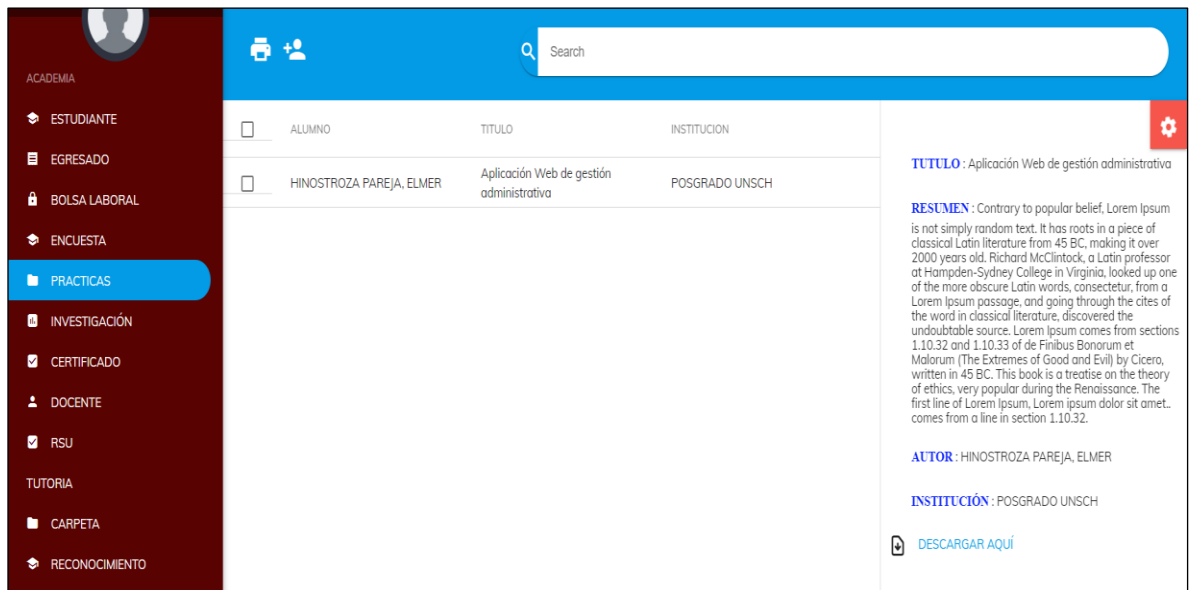 ACADEMIA
ESTUDIANTE
EGRESADO
BOLSA LABORAL
ENCUESTA
PRACTICAS
INVESTIGACIÓN
CERTIFICADO
DOCENTE
RSU
TUTORIA
CARPETA
RECONOCIMIENTO
Search
ALUMNO TITULO INSTITUCION
HINOSTROZA PAREJA, ELMER Aplicación Web de gestión administrativa POSGRADO UNSCH
TUTULO : Aplicación Web de gestión administrativa
RESUMEN : Contrary to popular belief, Lorem Ipsum
is not simply random text. It has roots in a piece of
classical Latin literature from 45 BC, making it over
2000 years old. Richard McClintock, a Latin professor
at Hampden-Sydney College in Virginia, looked up one
of the more obscure Latin words, consectetur, from a
Lorem Ipsum passage, and going through the cites of
the word in classical literature, discovered the
undoubtable source. Lorem Ipsum comes from sections
1.10.32 and 1.10.33 of de Finibus Bonorum et
Malorum (The Extremes of Good and Evil) by Cicero,
written in 45 BC. This book is a treatise on the theory
of ethics, very popular during the Renaissance. The
first line of Lorem Ipsum, Lorem ipsum dolor sit amet..
comes from a line in section 1.10.32.
AUTOR : HINOSTROZA PAREJA, ELMER
INSTITUCIÓN : POSGRADO UNSCH
DESCARGAR AQUÍ